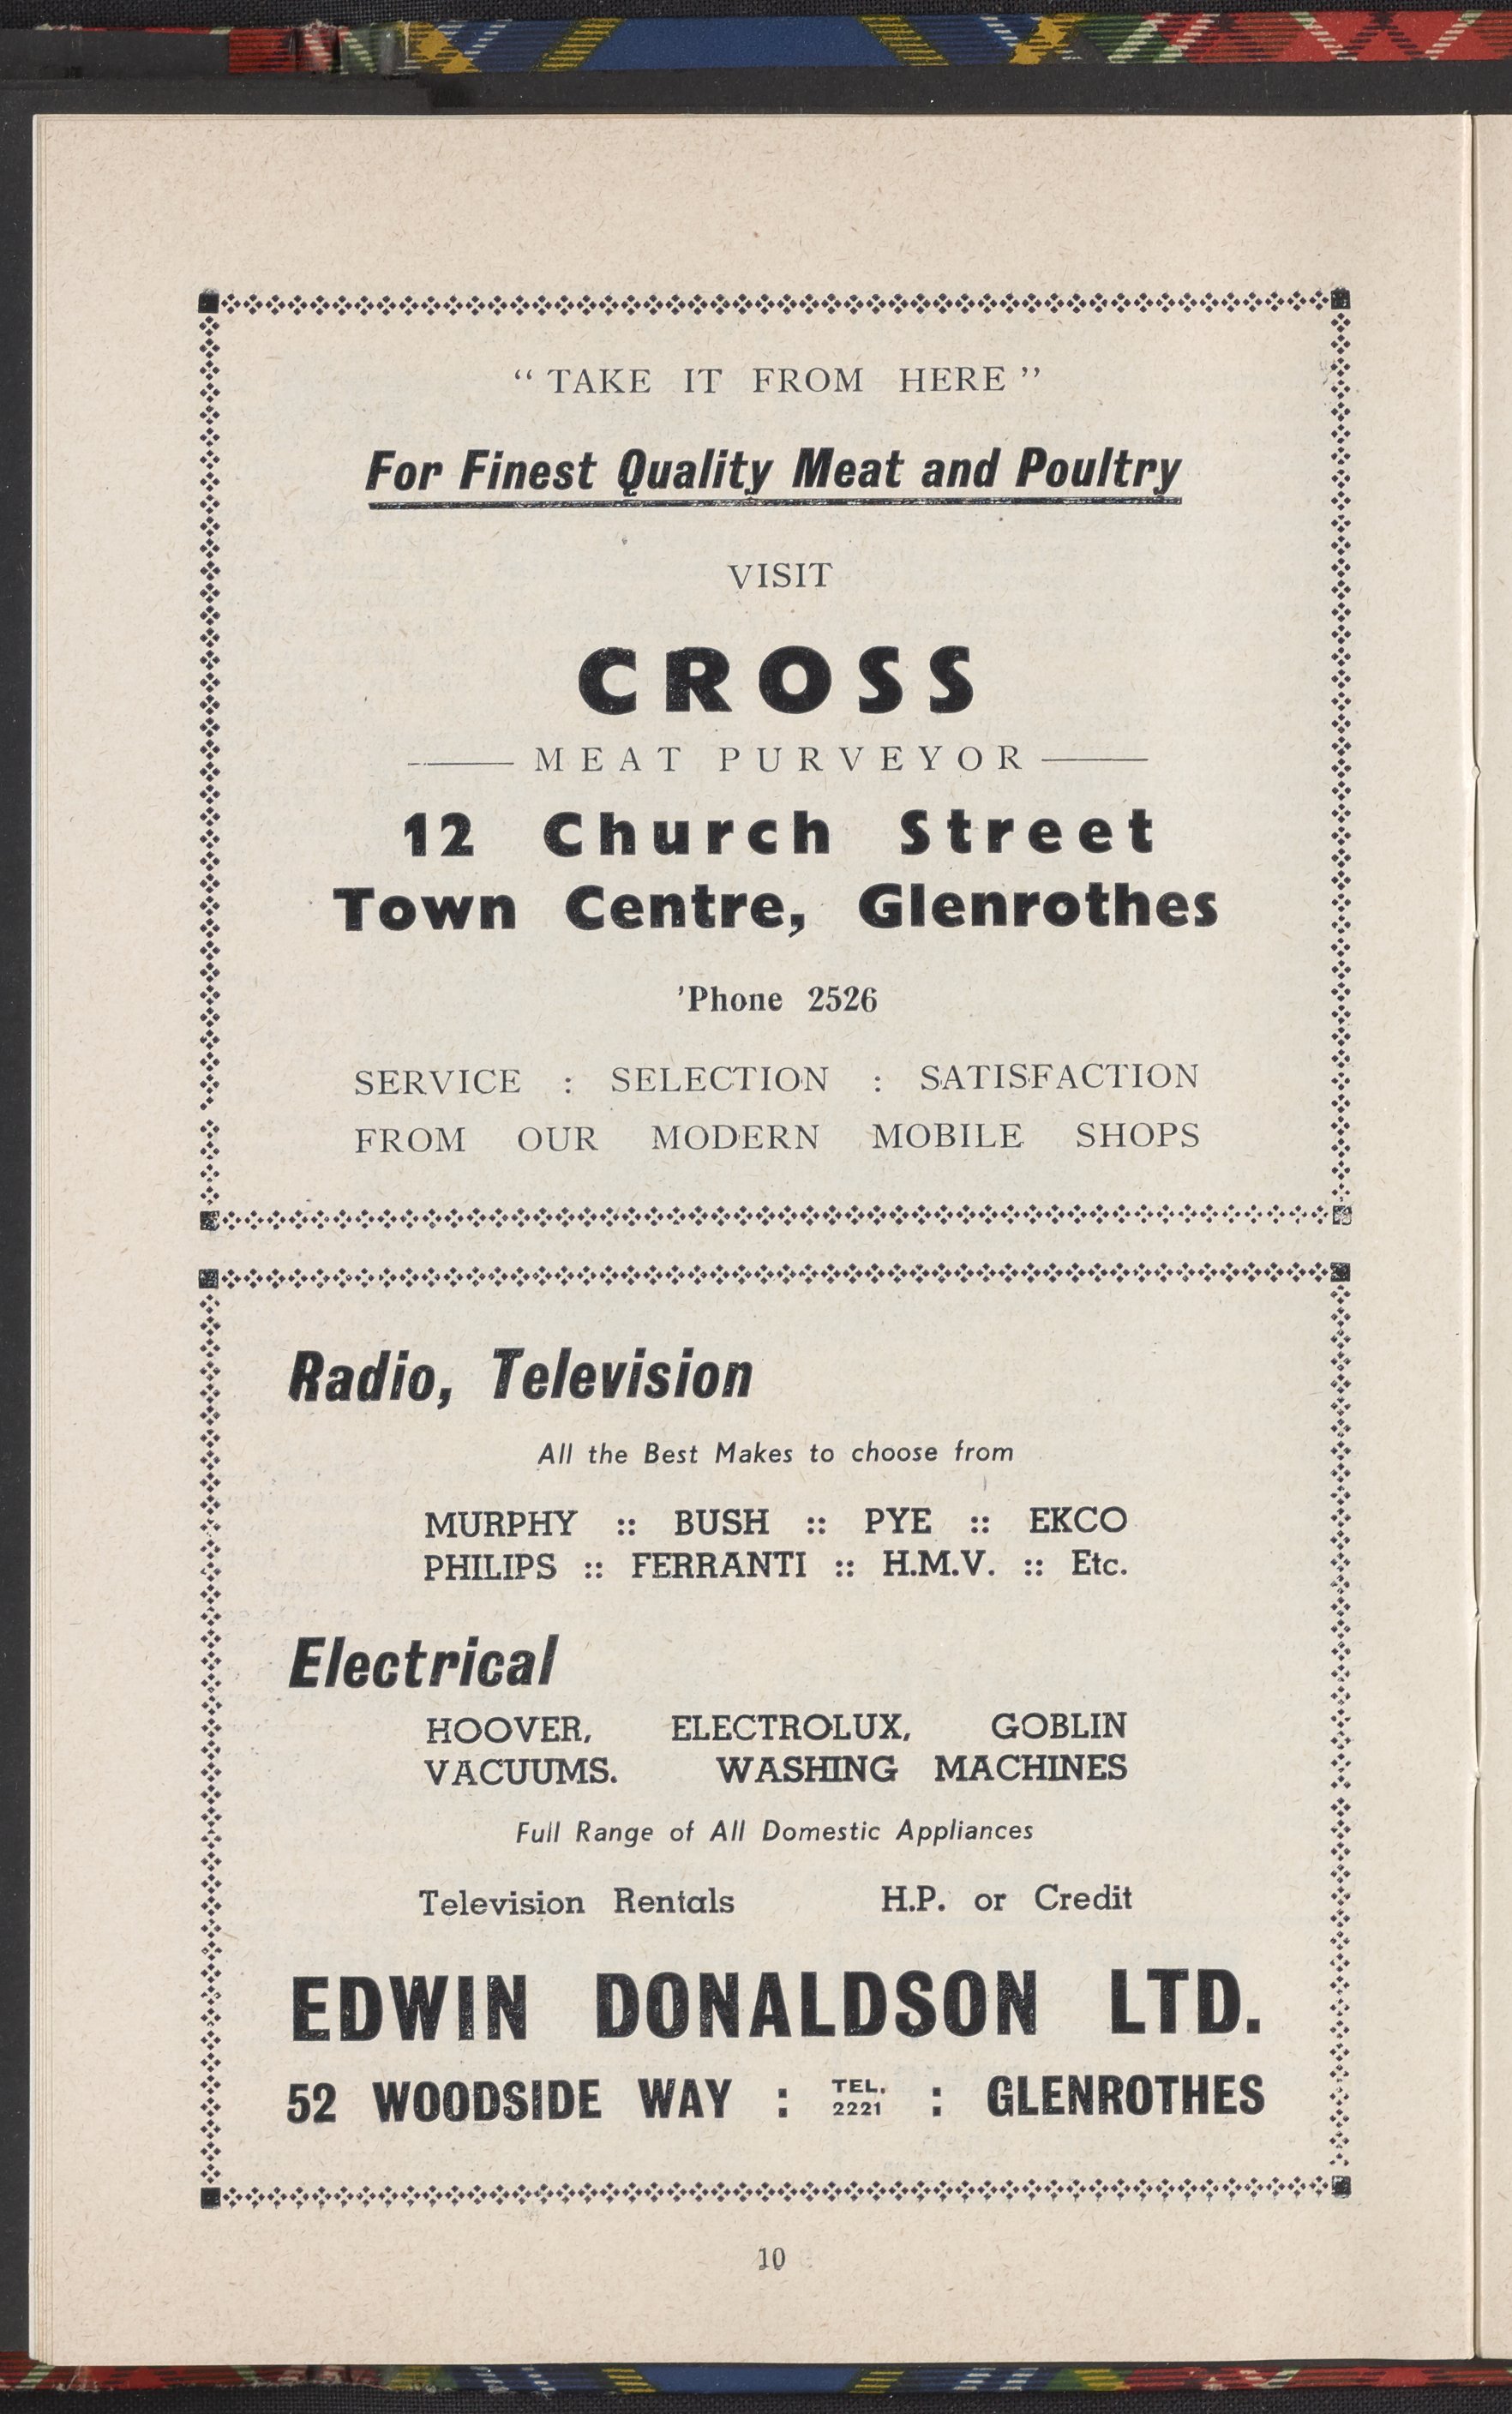 “ TAKE IT FROM HERE ”
For Finest Quality Meat and Poultry
VISIT
CROSS
MEAT PURVEYOR
12 Church Street
Town Centre, Glenrothes
’Phone 2526
SERVICE : SELECTION : SATISFACTION
FROM OUR MODERN MOBILE SHOPS
Radio, Television
All the Best Makes to choose from
MURPHY :: BUSH :: PYE :: EKCO
PHILIPS :: FERRANTI :: H.M.V. :: Etc.
Electrical
HOOVER, ELECTROLUX, GOBLIN
VACUUMS. WASHING MACHINES
Full Range of All Domestic Appliances
Television Rentals H.P. or Credit
EDWIN DONALDSON LTD.
52 WOODSIDE WAY : TEL. 2221 : GLENROTHES
10